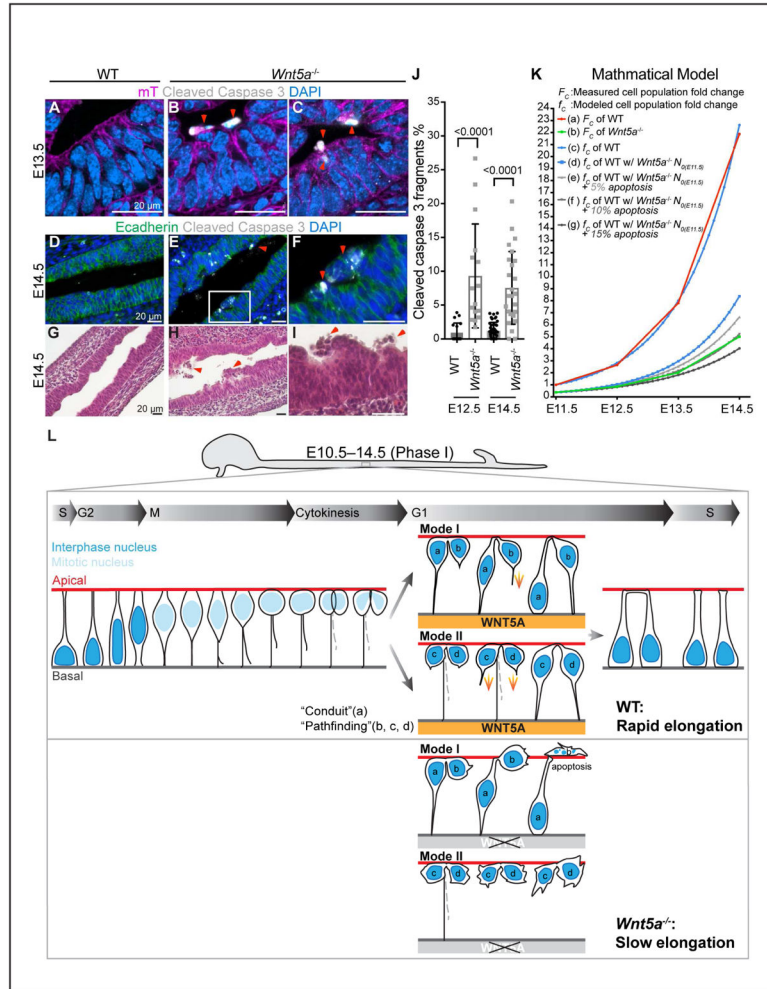 WT
Wnt5a-/-
mT Cleaved Caspase 3 DAPI
E13.5
A
B
C
20 μm
Ecadherin Cleaved Caspase 3 DAPI
E14.5
D
E
F
20 μm
E14.5
G
H
I
20 μm
J
Cleaved caspase 3 fragments %
35
30
25
20
15
10
5
0
<0.0001
<0.0001
WT
Wnt5a-/-
WT
Wnt5a-/-
E12.5
E14.5
K
Mathmatical Model
FC :Measured cell population fold change
fC :Modeled cell population fold change
(a) FC of WT
(b) FC of Wnt5a-/-
(c) fC of WT
(d) fC of WT w/ Wnt5a-/- N0(E11.5)
(e) fC of WT w/ Wnt5a-/- N0(E11.5)
+ 5% apoptosis
(f) fC of WT w/ Wnt5a-/- N0(E11.5)
+ 10% apoptosis
(g) fC of WT w/ Wnt5a-/- N0(E11.5)
+ 15% apoptosis
24
23
22
21
20
19
18
17
16
15
14
13
12
11
10
9
8
7
6
5
4
3
2
1
0
E11.5
E12.5
E13.5
E14.5
L
E10.5–14.5 (Phase I)
S
G2
M
Cytokinesis
G1
S
Interphase nucleus
Mitotic nucleus
Apical
Basal
Mode I
a
b
a
b
a
b
WNT5A
Mode II
c
d
c
d
c
d
WNT5A
"Conduit"(a)
"Pathfinding"(b, c, d)
WT:
Rapid elongation
Mode I
a
b
a
b
a
b
apoptosis
Mode II
c
d
c
d
c
d
Wnt5a-/-:
Slow elongation